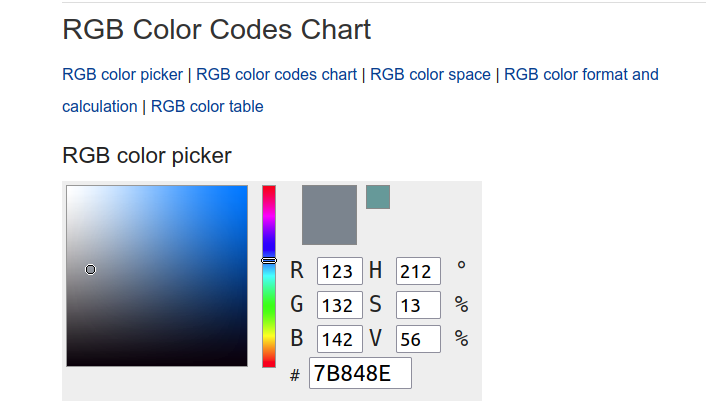 RGB Color Codes Chart
RGB color picker | RGB color codes chart | RGB color space | RGB color format and
calculation | RGB color table
RGB color picker
R 123 H 212 °
G 132 S 13 %
B 142 V 56 %
# 7B848E